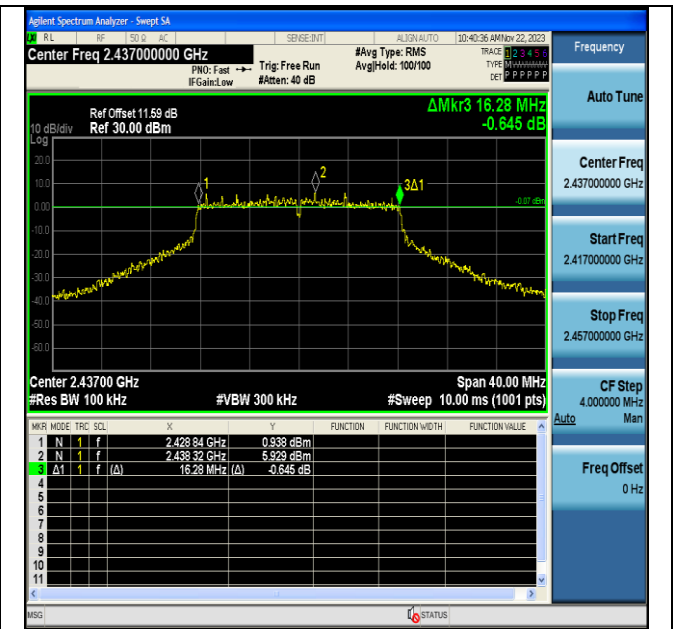 Agilent Spectrum Analyzer - Swept SA
RL RF 50 Ω AC SENSE:INT ALIGN AUTO 10:40:36 AM Nov 22, 2023
Center Freq 2.437000000 GHz #Avg Type: RMS TRACE 1 2 3 4 5 6
PNO: Fast Trig: Free Run Avg|Hold: 100/100 TYPE
IFGain:Low #Atten: 40 dB DET P P P P P P
Frequency
Auto Tune
Center Freq
2.437000000 GHz
Start Freq
2.417000000 GHz
Stop Freq
2.457000000 GHz
CF Step
4.000000 MHz
Auto Man
Freq Offset
0 Hz
ΔMkr3 16.28 MHz
-0.645 dB
Ref Offset 11.59 dB
10 dB/div Ref 30.00 dBm
Log
20.0
10.0
0.00
-10.0
-20.0
-30.0
-40.0
-50.0
-60.0
1
2
3Δ1
-0.07 dBm
Center 2.43700 GHz Span 40.00 MHz
#Res BW 100 kHz #VBW 300 kHz #Sweep 10.00 ms (1001 pts)
MKR MODE TRC SCL X Y FUNCTION FUNCTION WIDTH FUNCTION VALUE
1 N 1 f 2.428 84 GHz 0.938 dBm
2 N 1 f 2.438 32 GHz 5.929 dBm
3 Δ1 1 f (Δ) 16.28 MHz (Δ) -0.645 dB
4
5
6
7
8
9
10
11
MSG STATUS